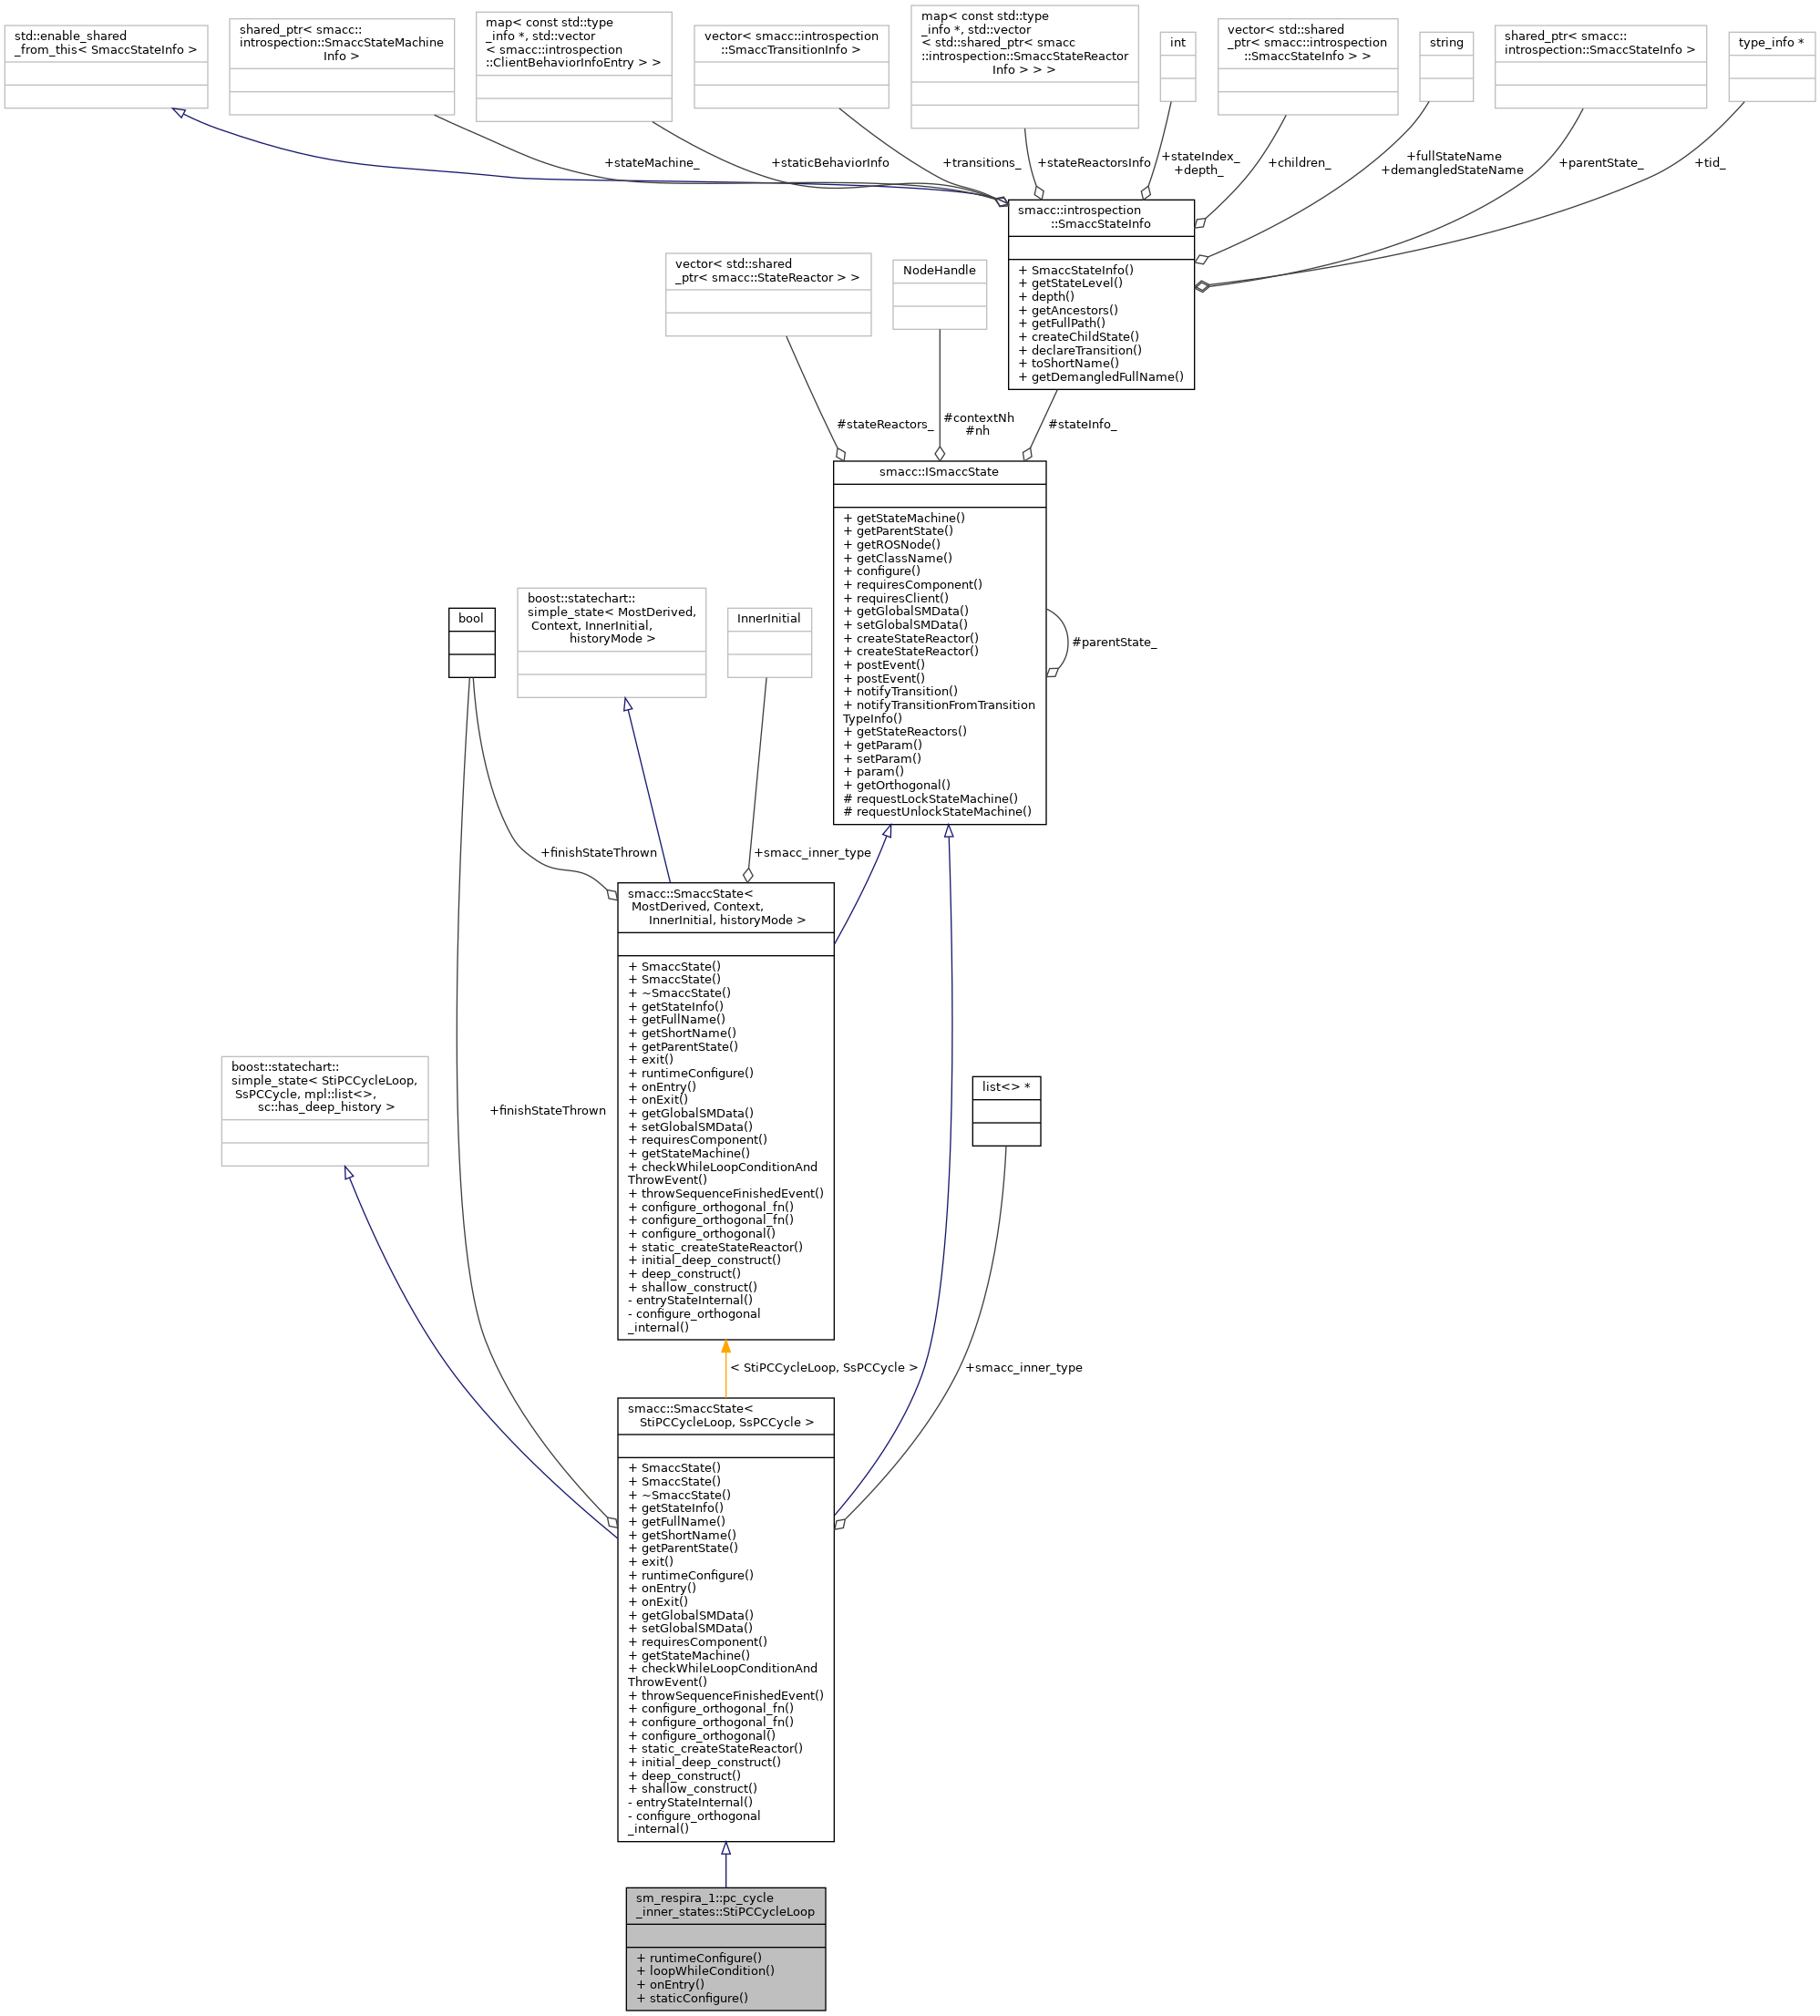 std::enable_shared
_from_this< SmaccStateInfo >
shared_ptr< smacc::
introspection::SmaccStateMachine
Info >
map< const std::type
_info *, std::vector
< smacc::introspection
::ClientBehaviorInfoEntry > >
vector< smacc::introspection
::SmaccTransitionInfo >
map< const std::type
_info *, std::vector
< std::shared_ptr< smacc
::introspection::SmaccStateReactor
Info > > >
int
vector< std::shared
_ptr< smacc::introspection
::SmaccStateInfo > >
string
shared_ptr< smacc::
introspection::SmaccStateInfo >
type_info *
+stateMachine_
+staticBehaviorInfo
+transitions_
+stateReactorsInfo
+stateIndex_
+depth_
+children_
+fullStateName
+demangledStateName
+parentState_
+tid_
smacc::introspection
::SmaccStateInfo
+ SmaccStateInfo()
+ getStateLevel()
+ depth()
+ getAncestors()
+ getFullPath()
+ createChildState()
+ declareTransition()
+ toShortName()
+ getDemangledFullName()
vector< std::shared
_ptr< smacc::StateReactor > >
NodeHandle
#stateReactors_
#contextNh
#nh
#stateInfo_
smacc::ISmaccState
+ getStateMachine()
+ getParentState()
+ getROSNode()
+ getClassName()
+ configure()
+ requiresComponent()
+ requiresClient()
+ getGlobalSMData()
+ setGlobalSMData()
+ createStateReactor()
+ createStateReactor()
+ postEvent()
+ postEvent()
+ notifyTransition()
+ notifyTransitionFromTransition
TypeInfo()
+ getStateReactors()
+ getParam()
+ setParam()
+ param()
+ getOrthogonal()
# requestLockStateMachine()
# requestUnlockStateMachine()
#parentState_
bool
boost::statechart::
simple_state< MostDerived,
Context, InnerInitial,
historyMode >
InnerInitial
+finishStateThrown
+smacc_inner_type
smacc::SmaccState<
MostDerived, Context,
InnerInitial, historyMode >
+ SmaccState()
+ SmaccState()
+ ~SmaccState()
+ getStateInfo()
+ getFullName()
+ getShortName()
+ getParentState()
+ exit()
+ runtimeConfigure()
+ onEntry()
+ onExit()
+ getGlobalSMData()
+ setGlobalSMData()
+ requiresComponent()
+ getStateMachine()
+ checkWhileLoopConditionAnd
ThrowEvent()
+ throwSequenceFinishedEvent()
+ configure_orthogonal_fn()
+ configure_orthogonal_fn()
+ configure_orthogonal()
+ static_createStateReactor()
+ initial_deep_construct()
+ deep_construct()
+ shallow_construct()
- entryStateInternal()
- configure_orthogonal
_internal()
boost::statechart::
simple_state< StiPCCycleLoop,
SsPCCycle, mpl::list<>,
sc::has_deep_history >
+finishStateThrown
list<> *
< StiPCCycleLoop, SsPCCycle >
+smacc_inner_type
smacc::SmaccState<
StiPCCycleLoop, SsPCCycle >
+ SmaccState()
+ SmaccState()
+ ~SmaccState()
+ getStateInfo()
+ getFullName()
+ getShortName()
+ getParentState()
+ exit()
+ runtimeConfigure()
+ onEntry()
+ onExit()
+ getGlobalSMData()
+ setGlobalSMData()
+ requiresComponent()
+ getStateMachine()
+ checkWhileLoopConditionAnd
ThrowEvent()
+ throwSequenceFinishedEvent()
+ configure_orthogonal_fn()
+ configure_orthogonal_fn()
+ configure_orthogonal()
+ static_createStateReactor()
+ initial_deep_construct()
+ deep_construct()
+ shallow_construct()
- entryStateInternal()
- configure_orthogonal
_internal()
sm_respira_1::pc_cycle
_inner_states::StiPCCycleLoop
+ runtimeConfigure()
+ loopWhileCondition()
+ onEntry()
+ staticConfigure()